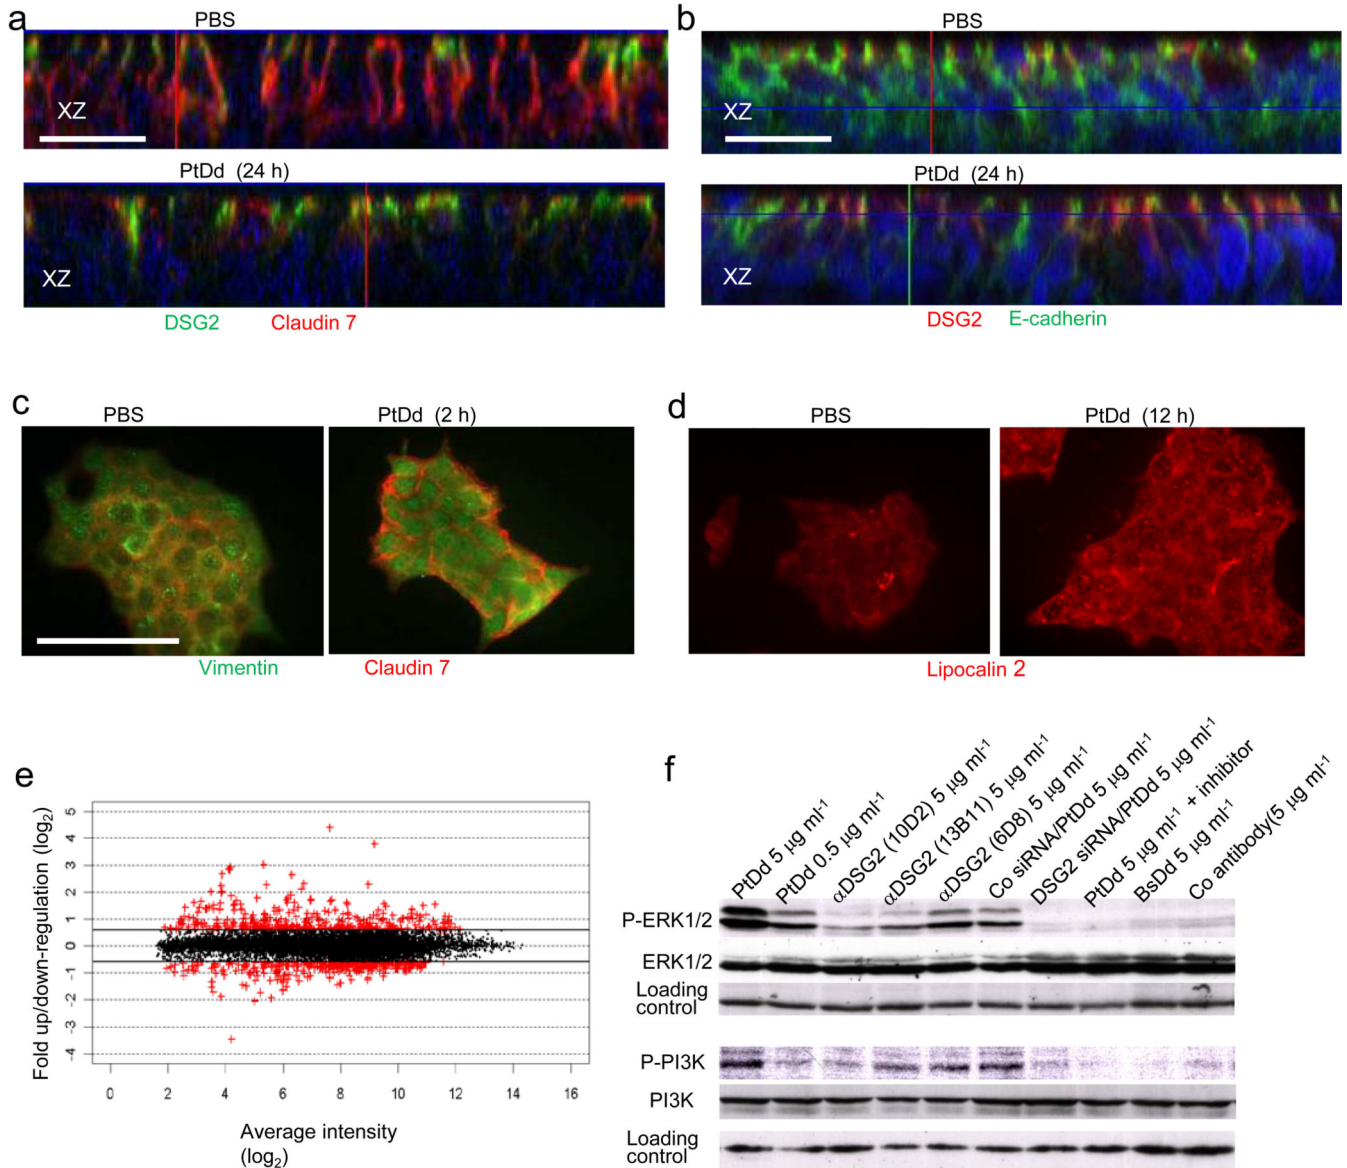 a
PBS
XZ
PtDd (24 h)
XZ
DSG2 Claudin 7
b
PBS
XZ
PtDd (24 h)
XZ
DSG2 E-cadherin
c
PBS PtDd (2 h)
Vimentin Claudin 7
d
PBS PtDd (12 h)
Lipocalin 2
e
Fold up/down-regulation (log2)
5
4
3
2
1
0
-1
-2
-3
-4
0 2 4 6 8 10 12 14 16
Average intensity
(log2)
f
PtDd 5 μg ml-1
PtDd 0.5 μg ml-1
αDSG2 (10D2) 5 μg ml-1
αDSG2 (13B11) 5 μg ml-1
αDSG2 (6D8) 5 μg ml-1
Co siRNA/PtDd 5 μg ml-1
DSG2 siRNA/PtDd 5 μg ml-1
PtDd 5 μg ml-1 + inhibitor
BsDd 5 μg ml-1
Co antibody(5 μg ml-1
P-ERK1/2
ERK1/2
Loading
control
P-PI3K
PI3K
Loading
control